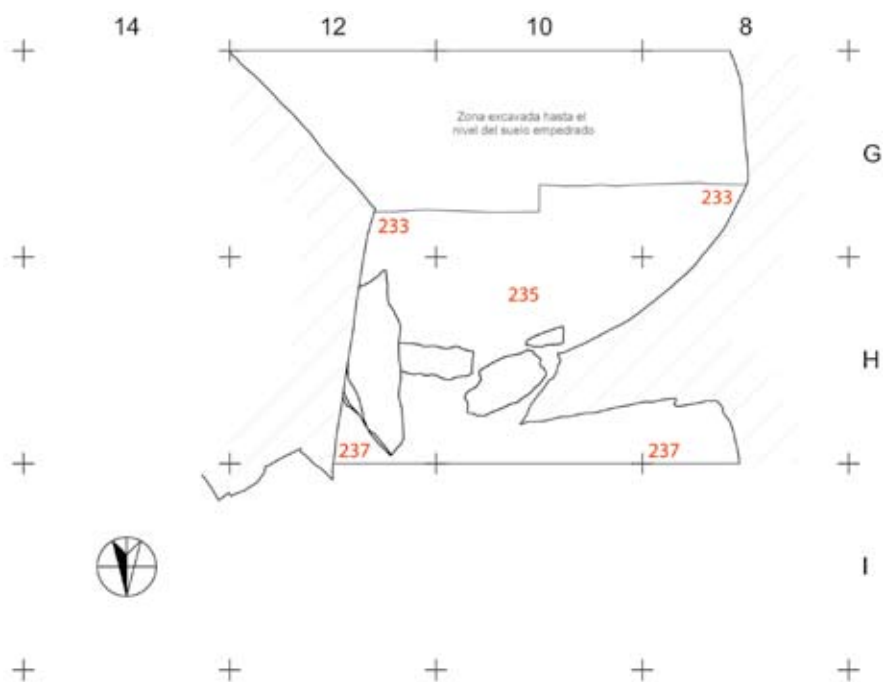 14 12 10 8
Zona excavada hasta el
nivel del suelo empedrado
G
233
233
235
H
237 237
I